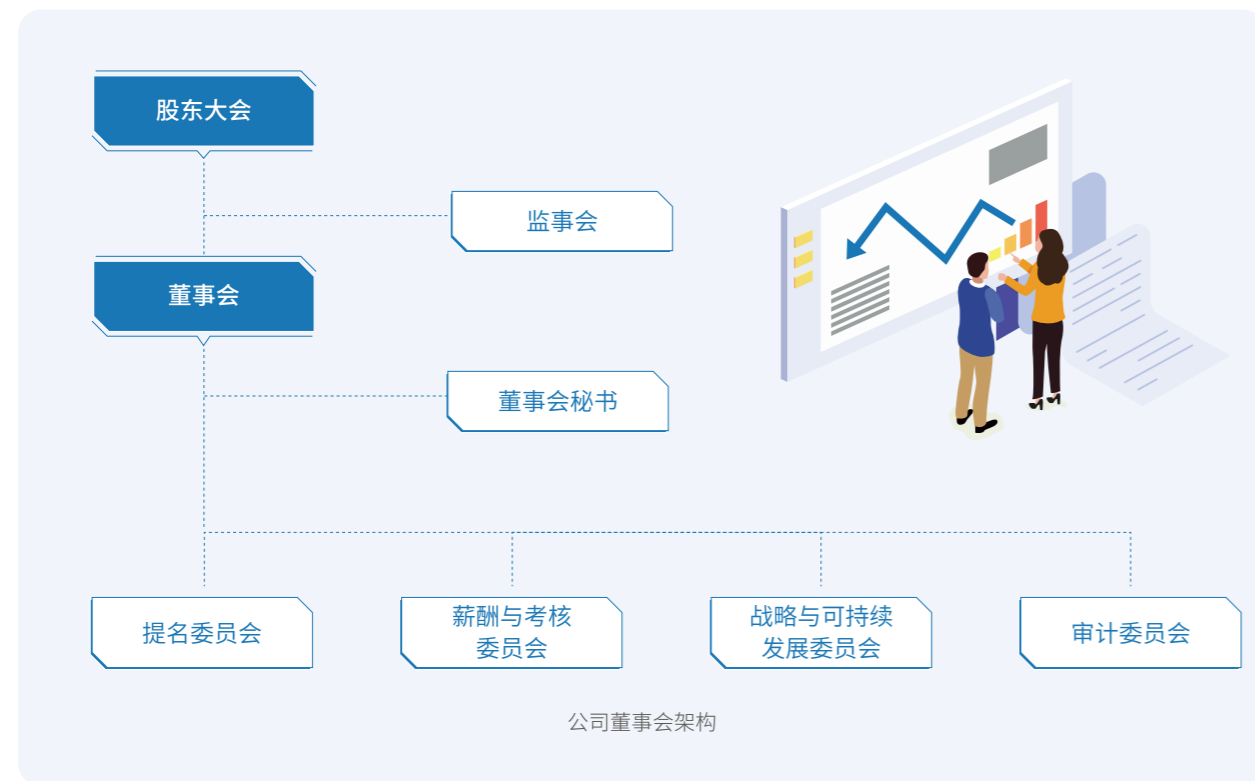 股东大会
监事会
董事会
董事会秘书
提名委员会
薪酬与考核
委员会
战略与可持续
发展委员会
审计委员会
公司董事会架构